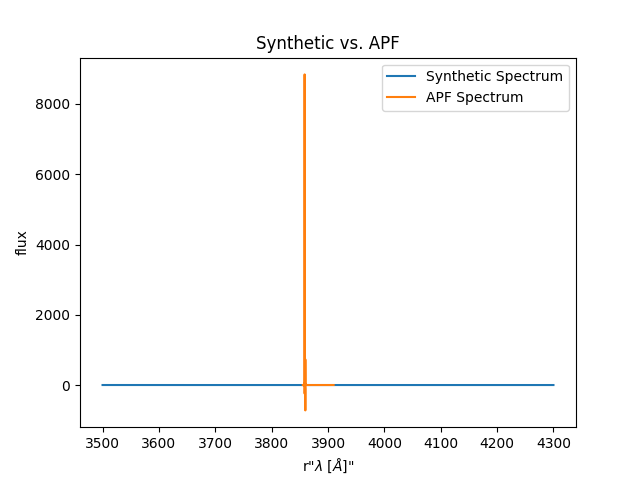 Synthetic vs. APF
Synthetic Spectrum
APF Spectrum
flux
8000
6000
4000
2000
0
3500 3600 3700 3800 3900 4000 4100 4200 4300
r"λ [Å]"